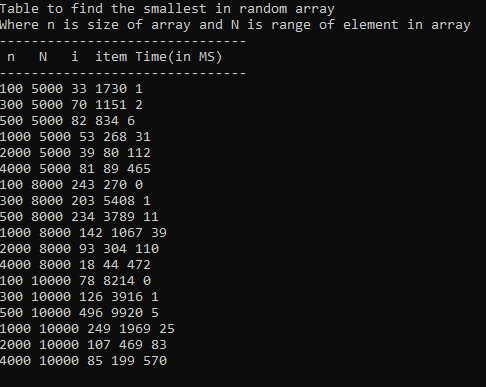 Table to find the smallest in random array
Where n is size of array and N is range of element in array
-------------------------------
n N i item Time(in MS)
-------------------------------
100 5000 33 1730 1
300 5000 70 1151 2
500 5000 82 834 6
1000 5000 53 268 31
2000 5000 39 80 112
4000 5000 81 89 465
100 8000 243 270 0
300 8000 203 5408 1
500 8000 234 3789 11
1000 8000 142 1067 39
2000 8000 93 304 110
4000 8000 18 44 472
100 10000 78 8214 0
300 10000 126 3916 1
500 10000 496 9920 5
1000 10000 249 1969 25
2000 10000 107 469 83
4000 10000 85 199 570